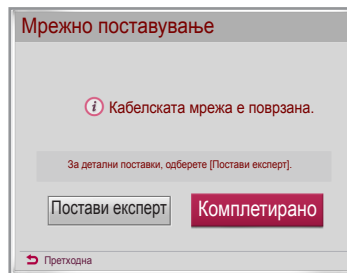 Мрежно поставување
Кабелската мрежа е поврзана.
За детални поставки, одберете [Постави експерт].
Постави експерт
Комплетирано
Претходна